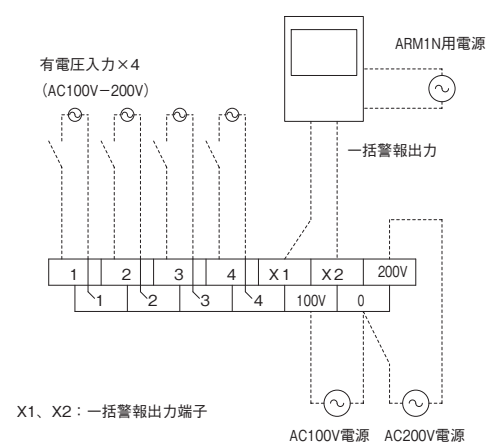 ARM1N用電源
有電圧入力×4
（AC100V－200V）
一括警報出力
1 2 3 4 X1 X2 200V
1 2 3 4 100V 0
X1、X2：一括警報出力端子
AC100V電源 AC200V電源